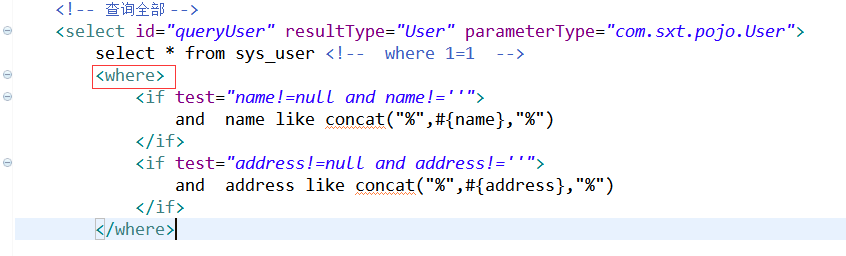 <!-- 查询全部 -->
<select id="queryUser" resultType="User" parameterType="com.sxt.pojo.User">
select * from sys_user <!--  where 1=1  -->
<where>
<if test="name!=null and name!=''">
and  name like concat("%",#{name},"%")
</if>
<if test="address!=null and address!=''">
and  address like concat("%",#{address},"%")
</if>
</where>